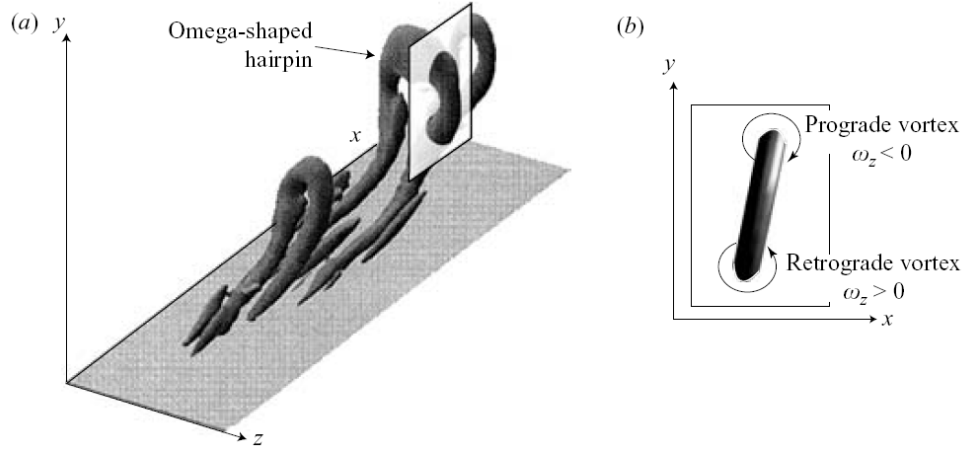 (a)
y
Omega-shaped
hairpin
x
z
(b)
y
Prograde vortex
ω_z < 0
Retrograde vortex
ω_z > 0
x